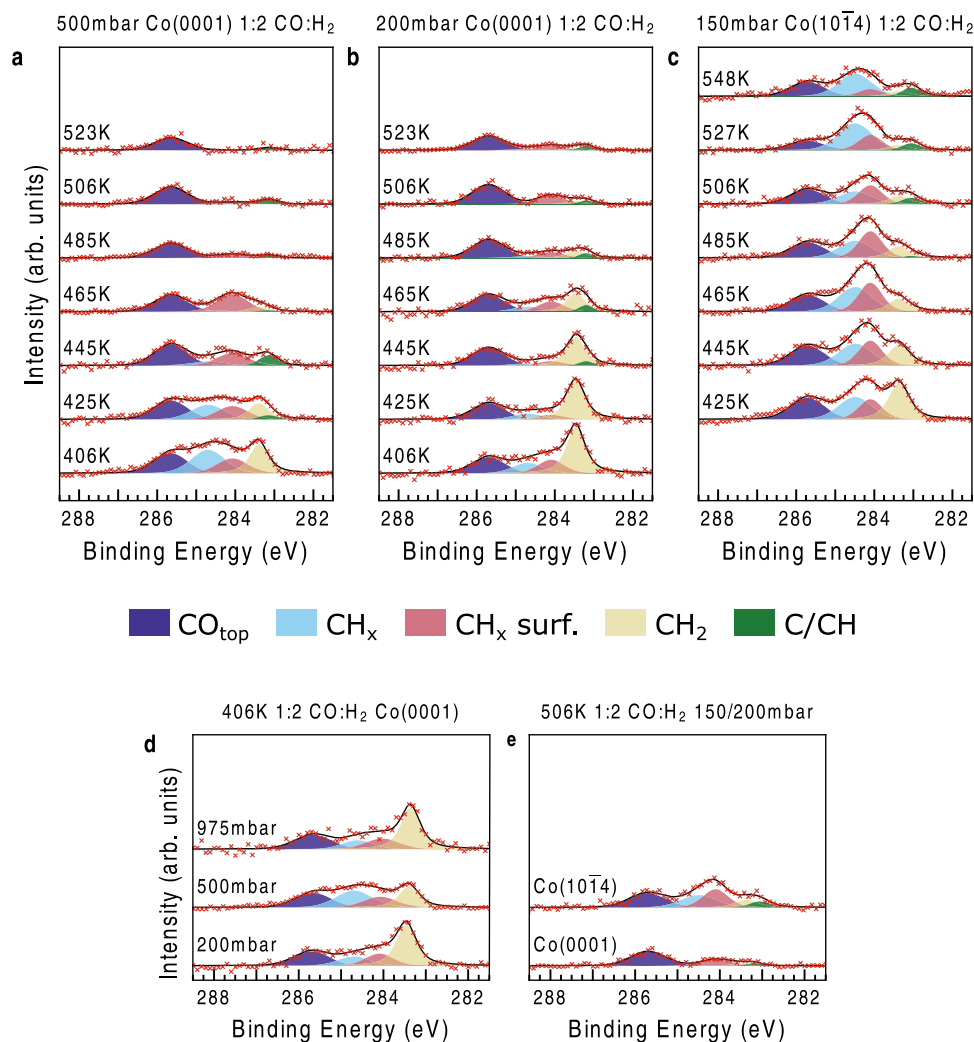 500mbar Co(0001) 1:2 CO:H₂
200mbar Co(0001) 1:2 CO:H₂
150mbar Co(101̅4) 1:2 CO:H₂
a
b
c
Intensity (arb. units)
523K
506K
485K
465K
445K
425K
406K
288 286 284 282
Binding Energy (eV)
523K
506K
485K
465K
445K
425K
406K
288 286 284 282
Binding Energy (eV)
548K
527K
506K
485K
465K
445K
425K
288 286 284 282
Binding Energy (eV)
CO_top CHₓ CHₓ surf. CH₂ C/CH
406K 1:2 CO:H₂ Co(0001)
506K 1:2 CO:H₂ 150/200mbar
d
e
Intensity (arb. units)
975mbar
500mbar
200mbar
288 286 284 282
Binding Energy (eV)
Co(101̅4)
Co(0001)
288 286 284 282
Binding Energy (eV)